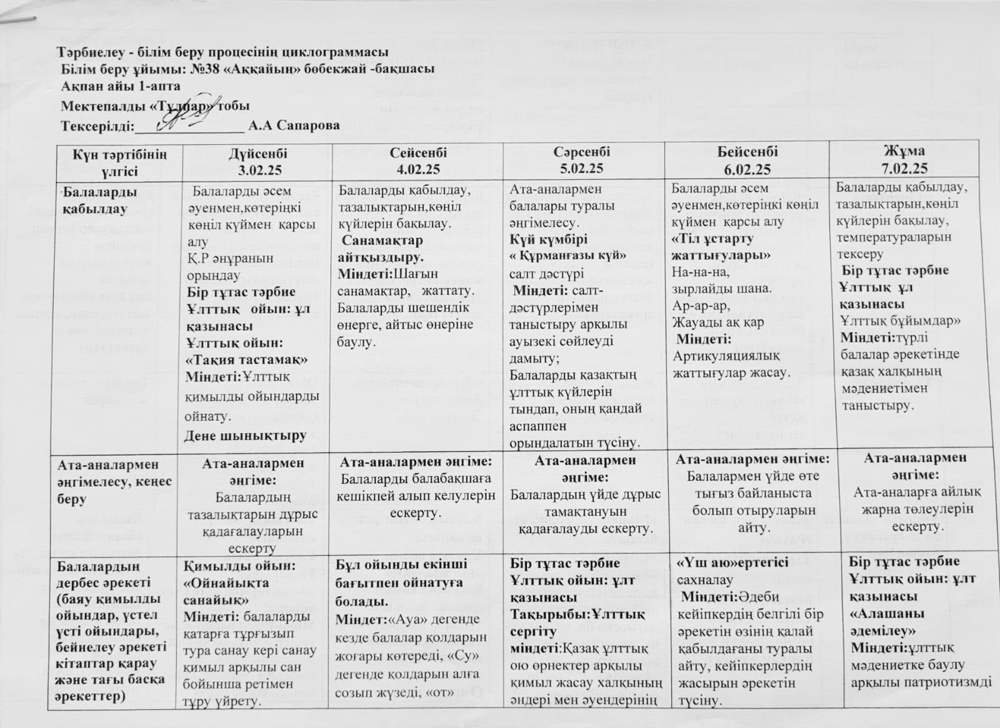 Тәрбиелеу - білім беру процесінің циклограммасы
Білім беру ұйымы: №38 «Аққайың» бөбекжай -бақшасы
Ақпан айы 1-апта
Мектепалды «Тұлпар» тобы
Тексерілді:_______________ А.А Сапарова
Күн тәртібінің
үлгісі
Дүйсенбі
3.02.25
Сейсенбі
4.02.25
Сәрсенбі
5.02.25
Бейсенбі
6.02.25
Жұма
7.02.25
Балаларды
қабылдау
Балаларды әсем
әуенмен,көтеріңкі
көңіл күймен қарсы
алу
Қ.Р әнұранын
орындау
Бір тұтас тәрбие
Ұлттық ойын: ұл
қазынасы
Ұлттық ойын:
«Тақия тастамақ»
Міндеті:Ұлттық
қимылды ойындарды
ойнату.
Дене шынықтыру
Балаларды қабылдау,
тазалықтарын,көңіл
күйлерін бақылау.
Санамақтар
айтқыздыру.
Міндеті:Шағын
санамақтар, жаттату.
Балаларды шешендік
өнерге, айтыс өнеріне
баулу.
Ата-аналармен
балалары туралы
әңгімелесу.
Күй күмбірі
« Құрманғазы күй»
салт дәстүрі
Міндеті: салт-
дәстүрлерімен
таныстыру арқылы
ауызекі сөйлеуді
дамыту;
Балаларды қазақтың
ұлттық күйлерін
тындап, оның қандай
аспаппен
орындалатын түсіну.
Балаларды әсем
әуенмен,көтеріңкі көңіл
күймен қарсы алу
«Тіл ұстарту
жаттығулары»
На-на-на,
зырлайды шана.
Ар-ар-ар,
Жауады ақ қар
Міндеті:
Артикуляциялық
жаттығулар жасау.
Балаларды қабылдау,
тазалықтарын,көңіл
күйлерін бақылау,
температураларын
тексеру
Бір тұтас тәрбие
Ұлттық ұл
қазынасы
Ұлттық бұйымдар»
Міндеті:түрлі
балалар әрекетінде
қазақ халқының
мәдениетімен
таныстыру.
Ата-аналармен
әңгімелесу, кеңес
беру
Ата-аналармен
әңгіме:
Балалардың
тазалықтарын дұрыс
қадағалауларын
ескерту
Ата-аналармен әңгіме:
Балаларды балабақшаға
кешікпей алып келулерін
ескерту.
Ата-аналармен
әңгіме:
Балалардың үйде дұрыс
тамақтануын
қадағалауды ескерту.
Ата-аналармен әңгіме:
Балалармен үйде өте
тығыз байланыста
болып отыруларын
айту.
Ата-аналармен
әңгіме:
Ата-аналарға айлық
жарна төлеулерін
ескерту.
Балалардың
дербес әрекеті
(баяу қимылды
ойындар, үстел
үсті ойындары,
бейнелеу әрекеті
кітаптар қарау
және тағы басқа
әрекеттер)
Қимылды ойын:
«Ойнайықта
санайық»
Міндеті: балаларды
қатарға тұрғызып
тура санау кері санау
қимыл арқылы сан
бойынша ретімен
тұру үйрету.
Бұл ойынды екінші
бағытпен ойнатуға
болады.
Міндет:«Ауа» дегенде
кезде балалар қолдарын
жоғары көтереді, «Су»
дегенде қолдарын алға
созып жүзеді, «от»
Бір тұтас тәрбие
Ұлттық ойын: ұлт
қазынасы
Тақырыбы:Ұлттық
сергіту
міндеті:Қазақ ұлттық
ою өрнектер арқылы
қимыл жасау халқының
әндері мен әуендерінің
«Үш аю»ертегісі
сахналау
Міндеті:Әдеби
кейіпкердің белгілі бір
әрекетін өзінің қалай
қабылдағаны туралы
айту, кейіпкерлердің
жасырын әрекетін
түсіну.
Бір тұтас тәрбие
Ұлттық ойын: ұлт
қазынасы
«Алашаны
әдемілеу»
Міндеті:ұлттық
мәдениетке баулу
арқылы патриотизмді